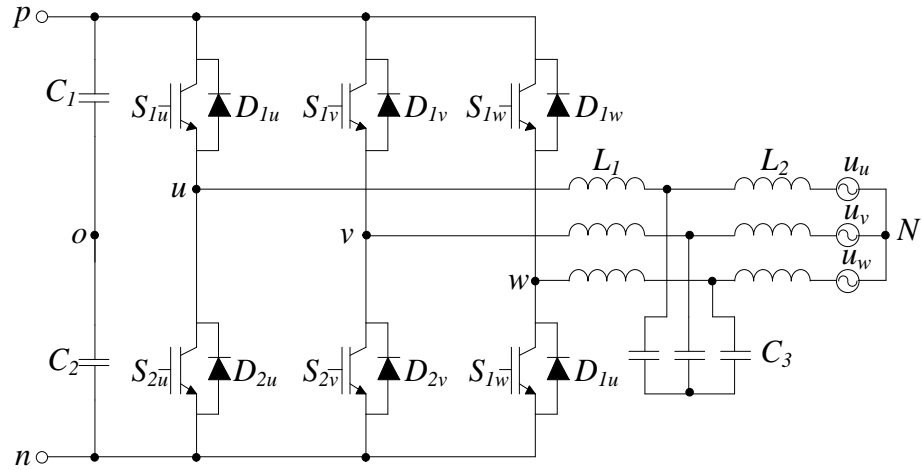 p
C1
S1u
D1u
S1v
D1v
S1w
D1w
L1
L2
uu
u
uv
o
v
N
uw
w
C2
S2u
D2u
S2v
D2v
S1w
D1u
C3
n